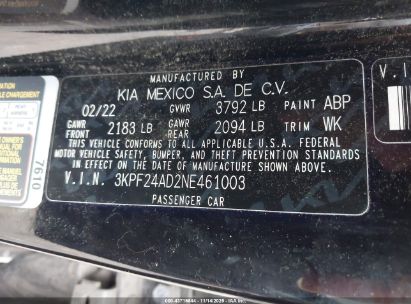 MANUFACTURED BY
KIA MEXICO S.A. DE C.V.
02/22 GVWR 3792 LB PAINT ABP
GAWR FRONT 2183 LB GAWR REAR 2094 LB TRIM WK
THIS VEHICLE CONFORMS TO ALL APPLICABLE U.S.A. FEDERAL
MOTOR VEHICLE SAFETY, BUMPER, AND THEFT PREVENTION STANDARDS
IN EFFECT ON THE DATE OF MANUFACTURE SHOWN ABOVE.
V.I.N. 3KPF24AD2NE461003
PASSENGER CAR
7610
V.I